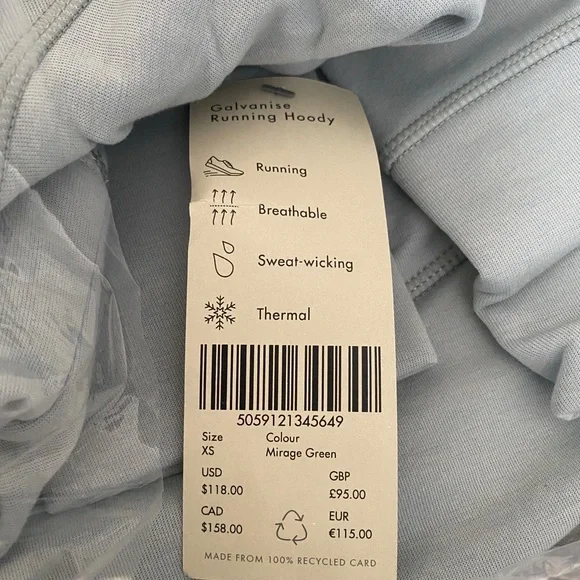 Galvanise
Running Hoody
Running
Breathable
Sweat-wicking
Thermal
5059121345649
Size Colour
XS Mirage Green
USD GBP
$118.00 £95.00
CAD EUR
$158.00 €115.00
MADE FROM 100% RECYCLED CARD